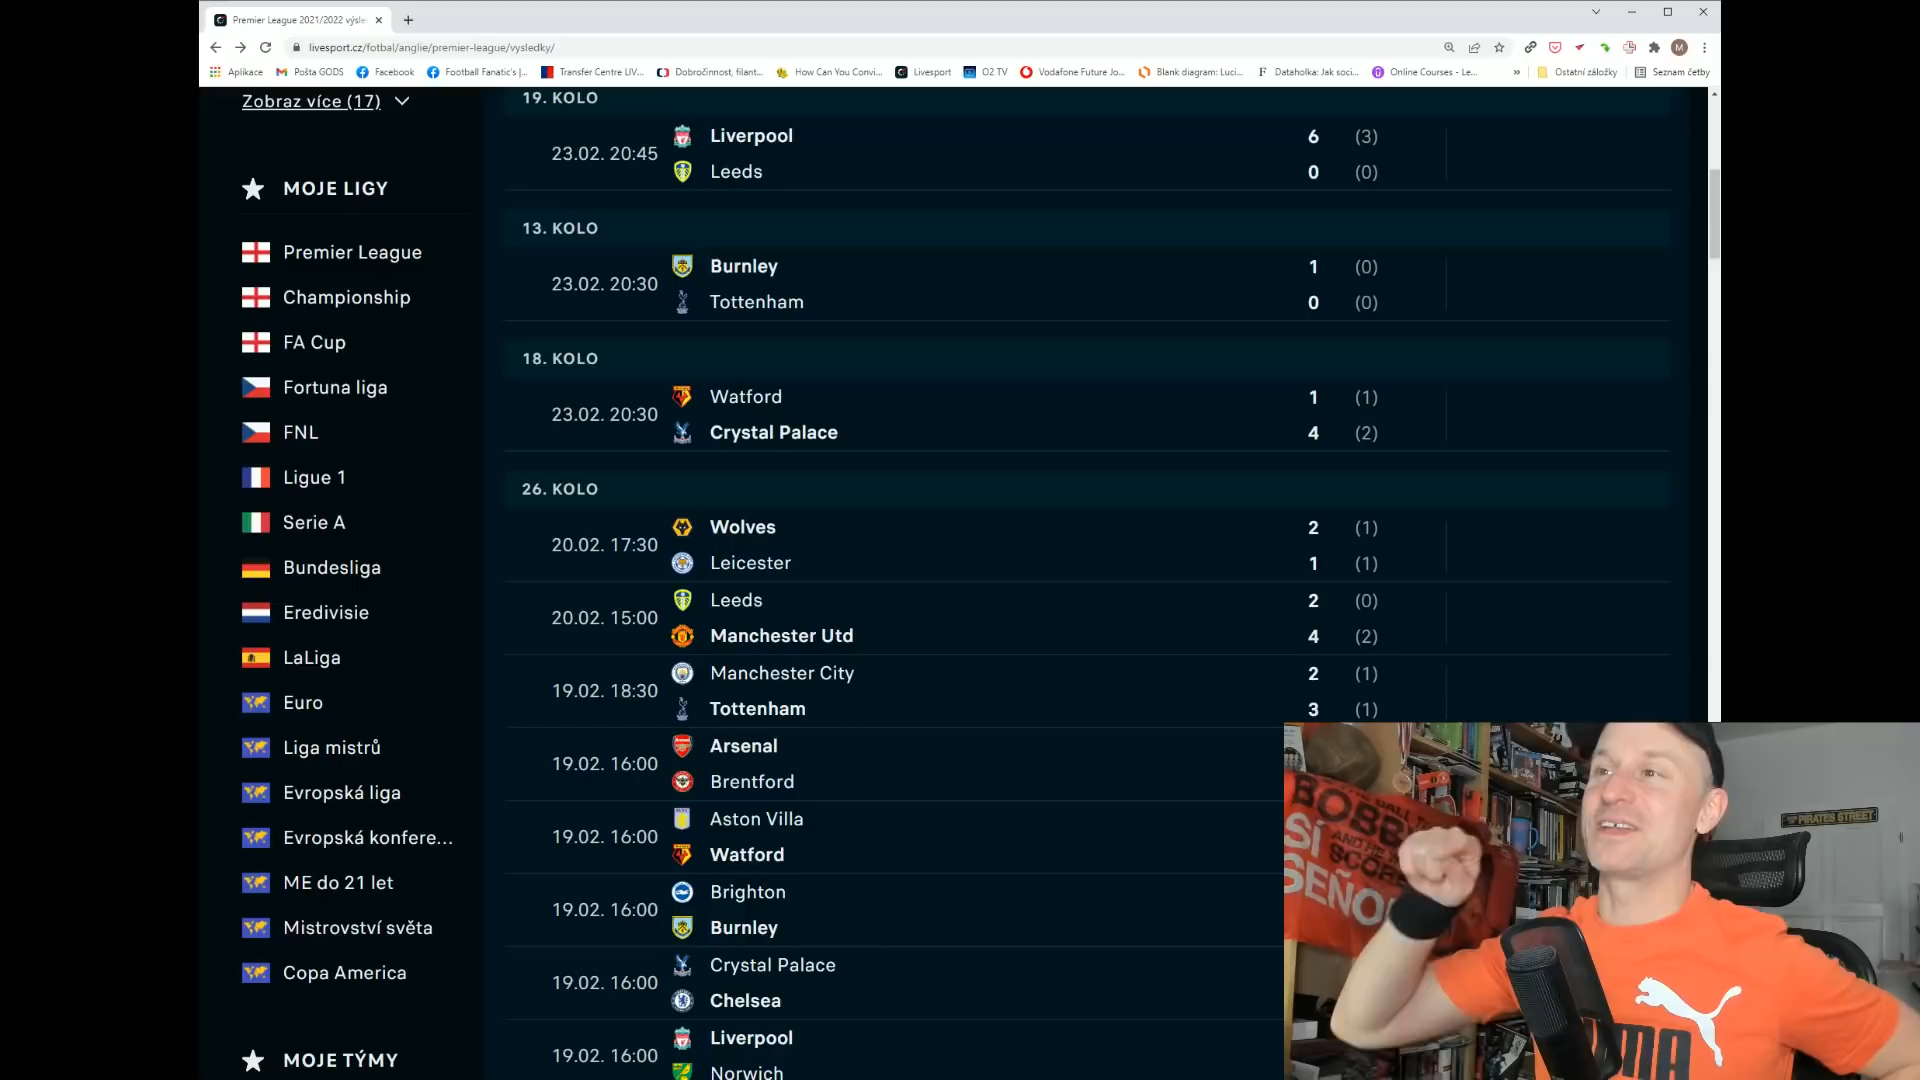 Premier League 2021/2022 výsle
livesport.cz/fotbal/anglie/premier-league/vysledky/
M
Aplikace
Pošta GODS
Facebook
Football Fanatic's |...
Transfer Centre LIV...
Dobročinnost, filant...
How Can You Convi...
Livesport
O2 TV
Vodafone Future Jo...
Blank diagram: Luci...
Dataholka: Jak soci...
Online Courses - Le...
»
Ostatní záložky
Seznam četby
Zobraz více (17)
MOJE LIGY
Premier League
Championship
FA Cup
Fortuna liga
FNL
Ligue 1
Serie A
Bundesliga
Eredivisie
LaLiga
Euro
Liga mistrů
Evropská liga
Evropská konfere...
ME do 21 let
Mistrovství světa
Copa America
MOJE TÝMY
19. KOLO
23.02. 20:45
Liverpool 6 (3)
Leeds 0 (0)
13. KOLO
23.02. 20:30
Burnley 1 (0)
Tottenham 0 (0)
18. KOLO
23.02. 20:30
Watford 1 (1)
Crystal Palace 4 (2)
26. KOLO
20.02. 17:30
Wolves 2 (1)
Leicester 1 (1)
20.02. 15:00
Leeds 2 (0)
Manchester Utd 4 (2)
19.02. 18:30
Manchester City 2 (1)
Tottenham 3 (1)
19.02. 16:00
Arsenal
Brentford
19.02. 16:00
Aston Villa
Watford
19.02. 16:00
Brighton
Burnley
19.02. 16:00
Crystal Palace
Chelsea
19.02. 16:00
Liverpool
Norwich
BOBB
AND HE
SCORE
SÍ
SEÑO
PIRATES STREET